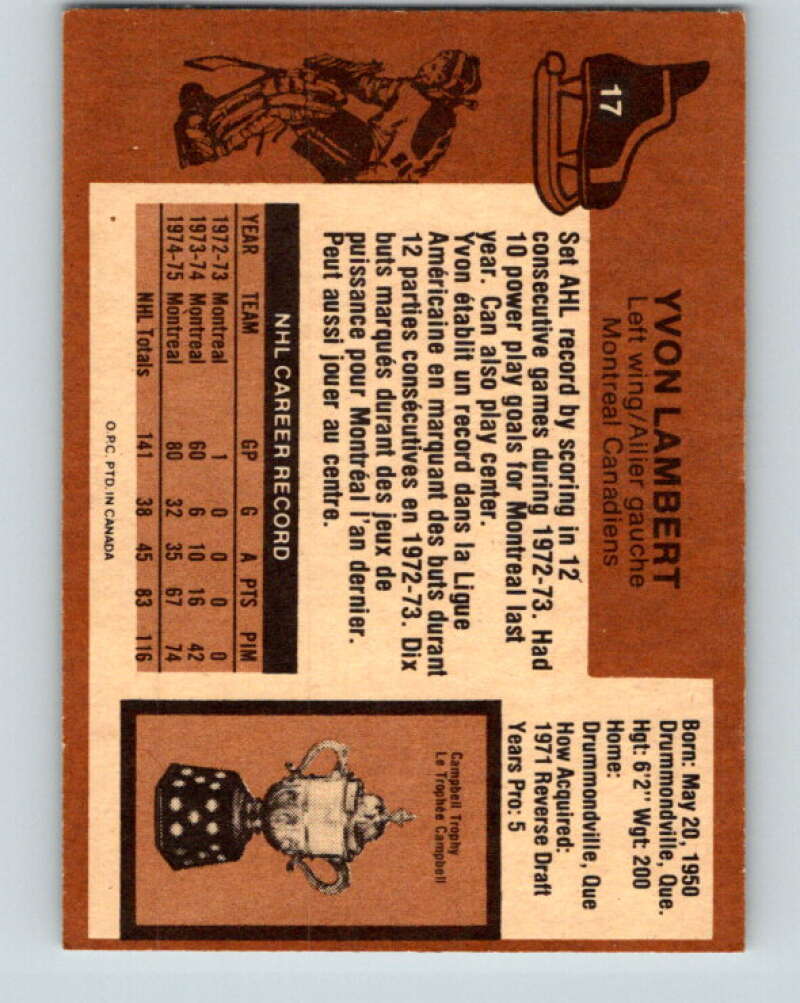 17
YVON LAMBERT
Left wing/Ailier gauche
Montreal Canadiens
Born: May 20, 1950
Drummondville, Que.
Hgt: 6'2" Wgt: 200
Home:
Drummondville, Que
How Acquired:
1971 Reverse Draft
Years Pro: 5
Set AHL record by scoring in 12
consecutive games during 1972-73. Had
10 power play goals for Montreal last
year. Can also play center.
Yvon établit un record dans la Ligue
Américaine en marquant des buts durant
12 parties consécutives en 1972-73. Dix
buts marqués durant des jeux de
puissance pour Montréal l'an dernier.
Peut aussi jouer au centre.
NHL CAREER RECORD
YEAR TEAM GP G A PTS PIM
1972-73 Montreal 1 0 0 0 0
1973-74 Montreal 60 6 10 16 42
1974-75 Montreal 80 32 35 67 74
NHL Totals 141 38 45 83 116
Campbell Trophy
Le Trophée Campbell
O.P.C. PTD. IN CANADA